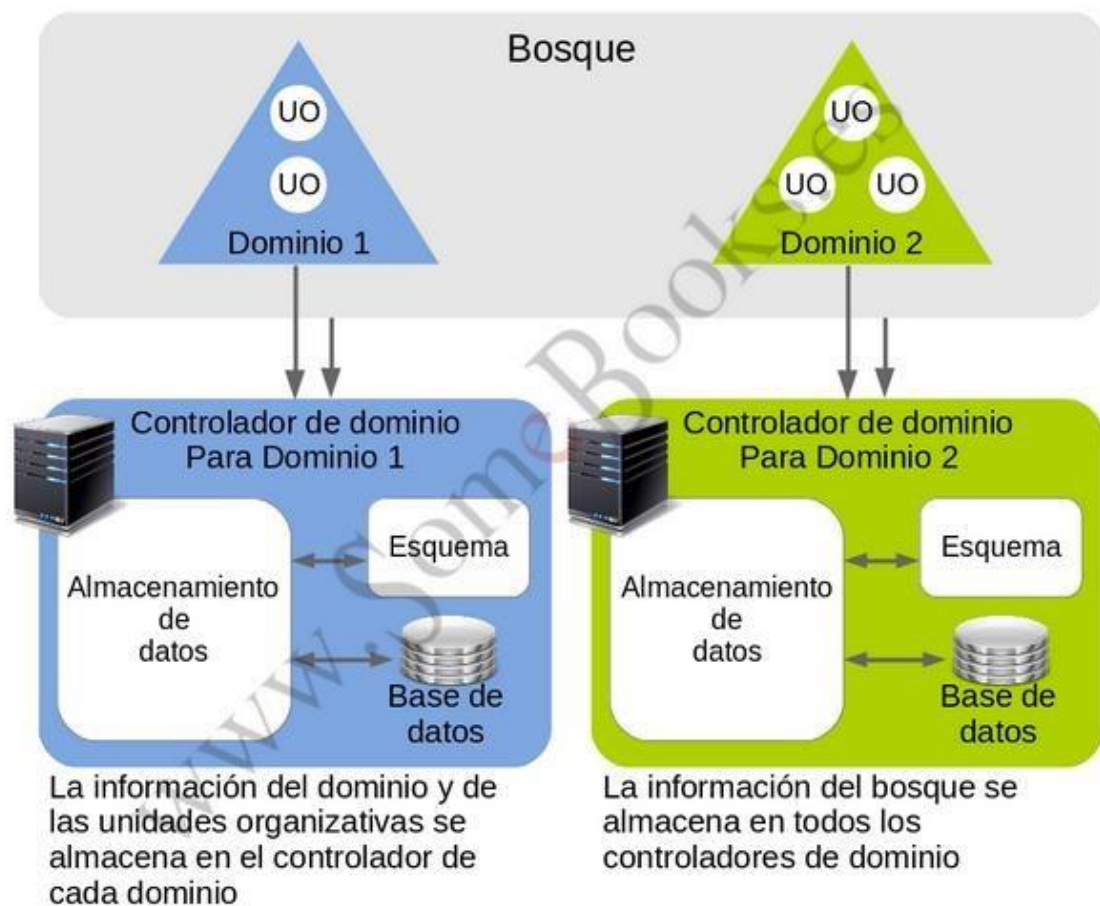 Bosque
UO
UO
Dominio 1
UO
UO
UO
Dominio 2
Controlador de dominio
Para Dominio 1
Almacenamiento
de
datos
Esquema
Base de
datos
La información del dominio y de
las unidades organizativas se
almacena en el controlador de
cada dominio
Controlador de dominio
Para Dominio 2
Almacenamiento
de
datos
Esquema
Base de
datos
La información del bosque se
almacena en todos los
controladores de dominio
www.SomeBooks.es